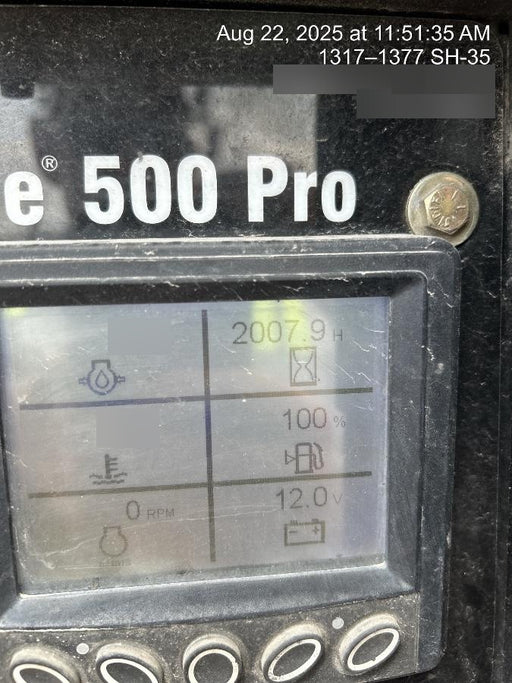 Aug 22, 2025 at 11:51:35 AM
1317–1377 SH-35
e® 500 Pro
2007.9 H
100 %
0 RPM
12.0 V